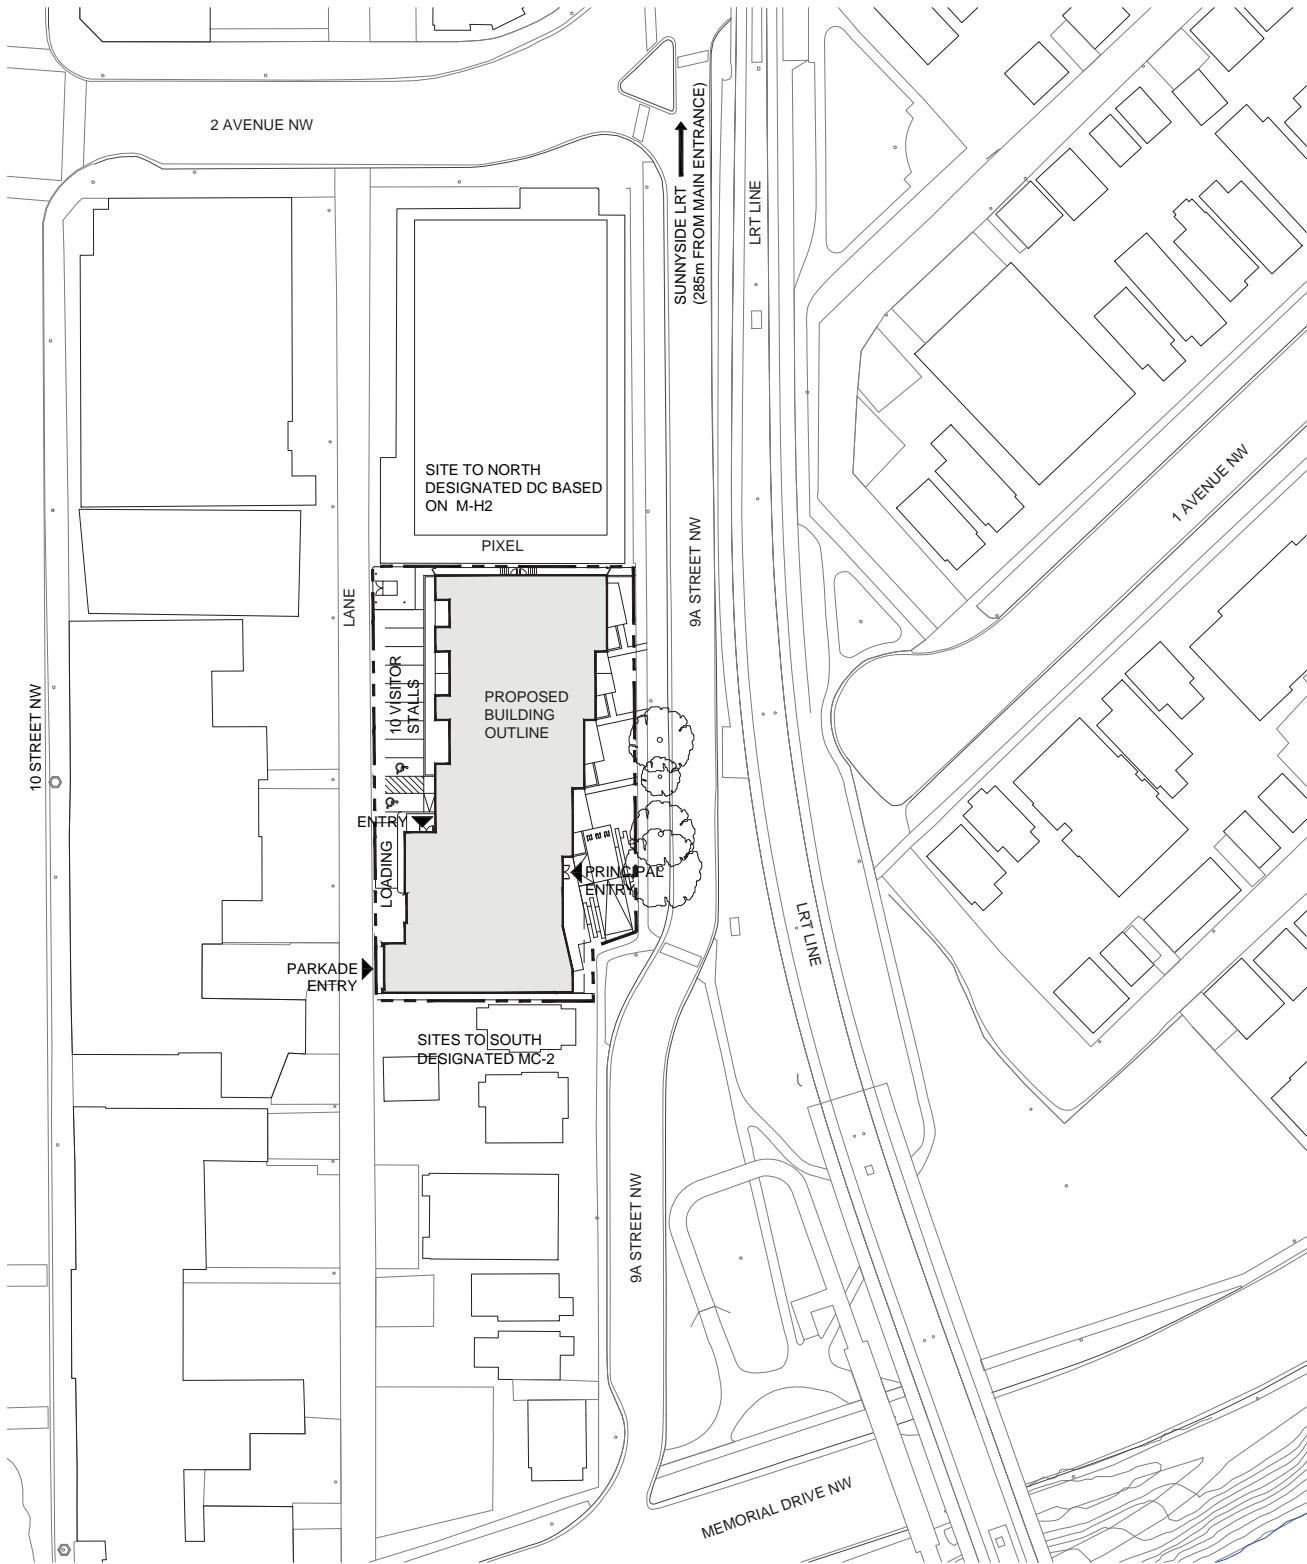 2 AVENUE NW
SUNNYSIDE LRT
(285m FROM MAIN ENTRANCE)
LRT LINE
SITE TO NORTH
DESIGNATED DC BASED
ON M-H2
PIXEL
1 AVENUE NW
9A STREET NW
LANE
10 STREET NW
10 VISITOR
STALLS
PROPOSED
BUILDING
OUTLINE
ENTRY
LOADING
PRINCIPAL
ENTRY
LRT LINE
PARKADE
ENTRY
SITES TO SOUTH
DESIGNATED MC-2
9A STREET NW
MEMORIAL DRIVE NW